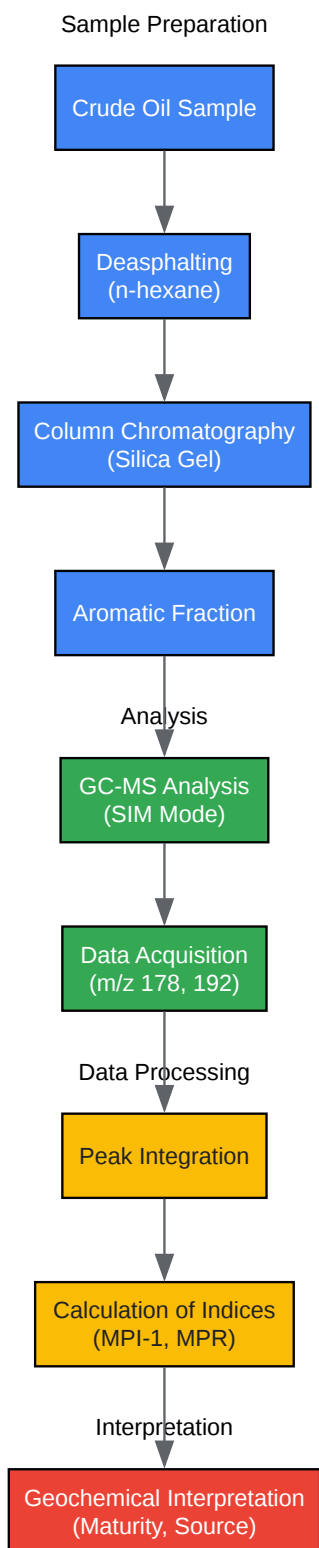 Sample Preparation
Crude Oil Sample
Deasphalting
(n-hexane)
Column Chromatography
(Silica Gel)
Aromatic Fraction
Analysis
GC-MS Analysis
(SIM Mode)
Data Acquisition
(m/z 178, 192)
Data Processing
Peak Integration
Calculation of Indices
(MPI-1, MPR)
Interpretation
Geochemical Interpretation
(Maturity, Source)